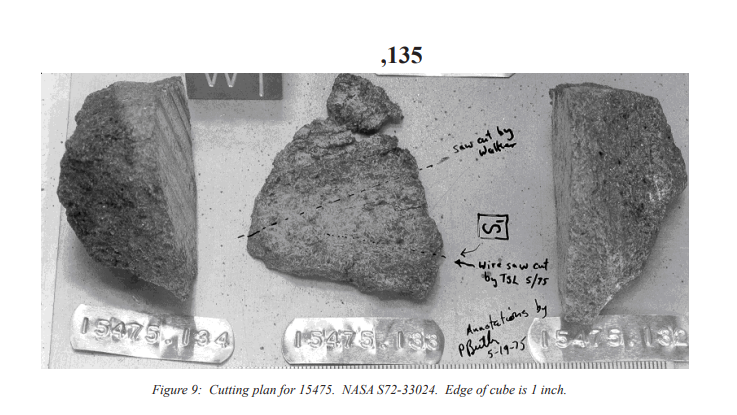 ,135
W 1
saw cut by
Walker
S
Wire saw cut
by TSL 5/75
Annotations by
P Butler
5-19-75
15475,134
15475,133
15475,132
Figure 9: Cutting plan for 15475. NASA S72-33024. Edge of cube is 1 inch.